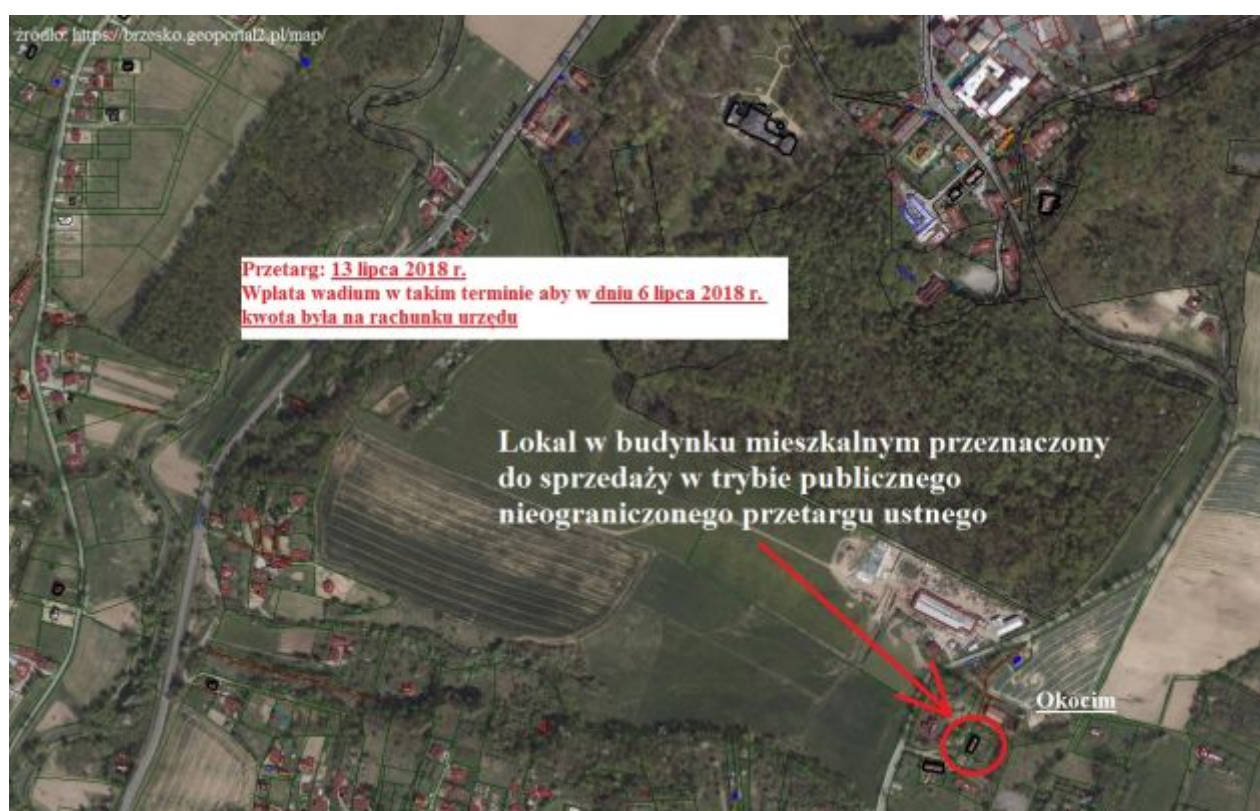 źródło: https://brzesko.geoportal2.pl/map/
Przetarg: 13 lipca 2018 r.
Wpłata wadium w takim terminie aby w dniu 6 lipca 2018 r.
kwota była na rachunku urzędu
Lokal w budynku mieszkalnym przeznaczony
do sprzedaży w trybie publicznego
nieograniczonego przetargu ustnego
Okocim